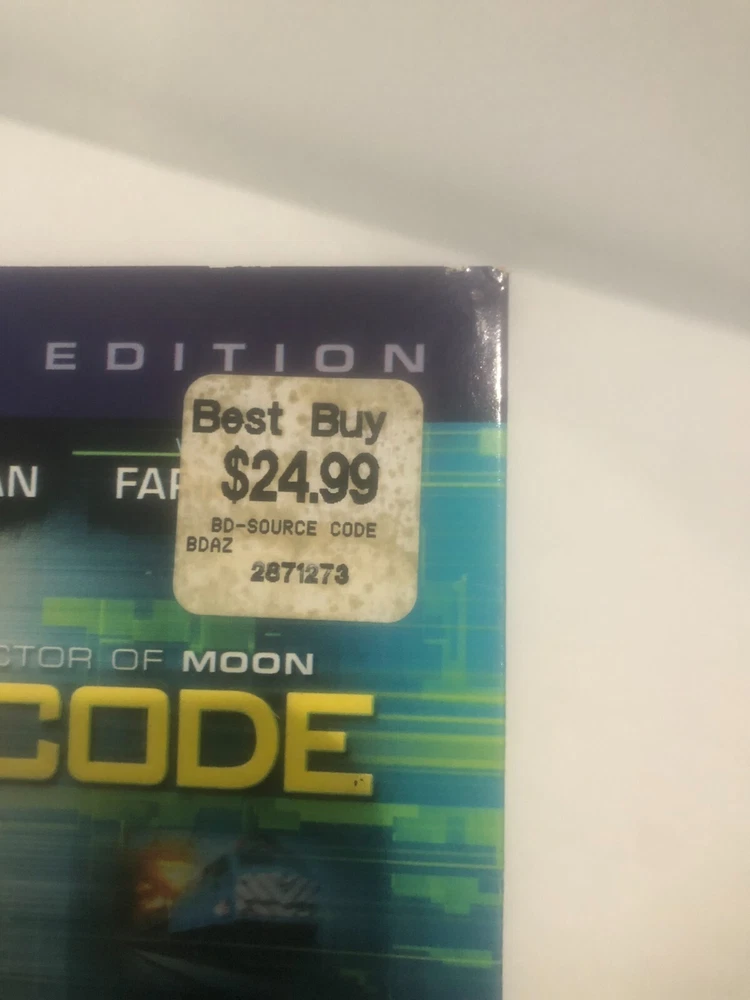 EDITION
Best Buy
$24.99
AN FAR
BD-SOURCE CODE
BDAZ
2871273
CTOR OF MOON
CODE